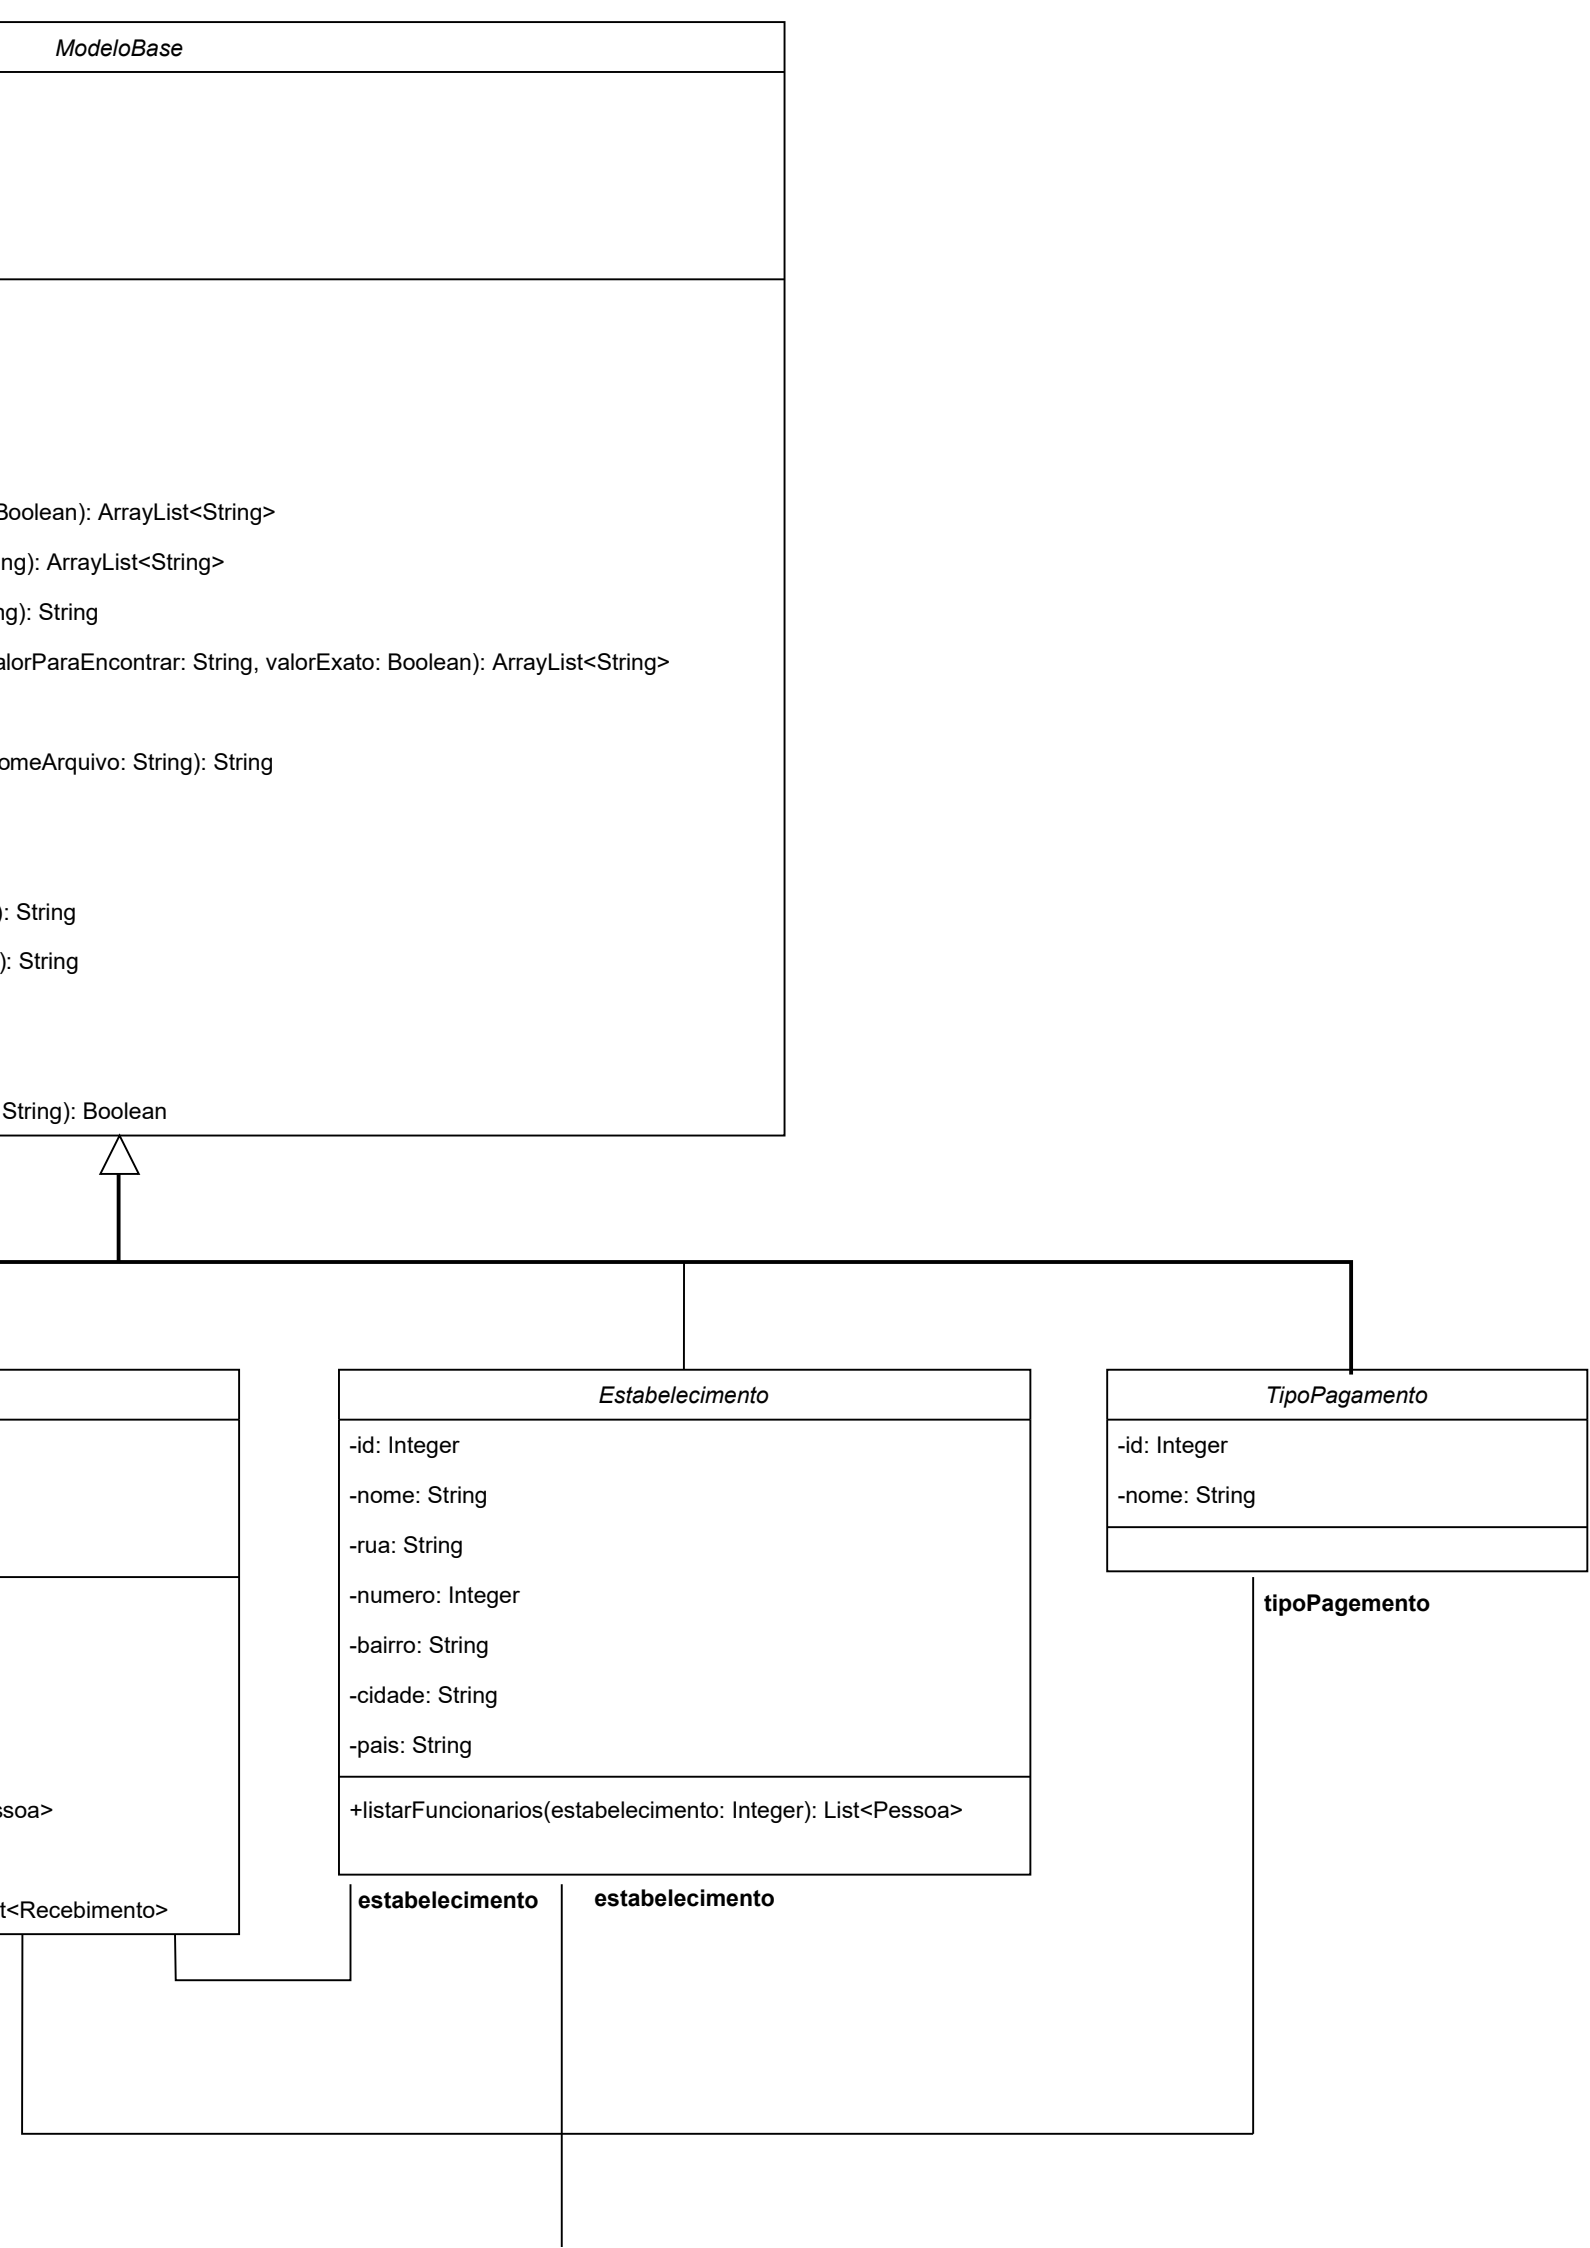 ModeloBase
Boolean): ArrayList<String>
ng): ArrayList<String>
ng): String
alorParaEncontrar: String, valorExato: Boolean): ArrayList<String>
omeArquivo: String): String
): String
): String
String): Boolean
Estabelecimento
-id: Integer
-nome: String
-rua: String
-numero: Integer
-bairro: String
-cidade: String
-pais: String
+listarFuncionarios(estabelecimento: Integer): List<Pessoa>
TipoPagamento
-id: Integer
-nome: String
tipoPagemento
ssoa>
t<Recebimento>
estabelecimento
estabelecimento